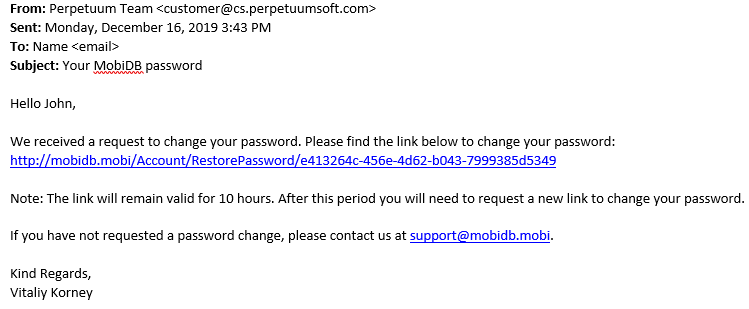 From: Perpetuum Team <customer@cs.perpetuumsoft.com>
Sent: Monday, December 16, 2019 3:43 PM
To: Name <email>
Subject: Your MobiDB password
Hello John,
We received a request to change your password. Please find the link below to change your password:
http://mobidb.mobi/Account/RestorePassword/e413264c-456e-4d62-b043-7999385d5349
Note: The link will remain valid for 10 hours. After this period you will need to request a new link to change your password.
If you have not requested a password change, please contact us at support@mobidb.mobi.
Kind Regards,
Vitaliy Korney